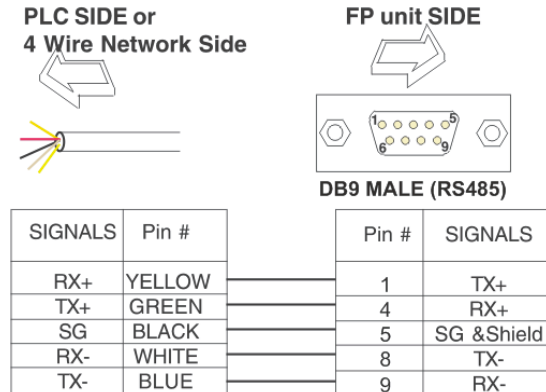 PLC SIDE or
4 Wire Network Side
FP unit SIDE
1 5
6 9
DB9 MALE (RS485)
SIGNALS Pin # Pin # SIGNALS
RX+ YELLOW 1 TX+
TX+ GREEN 4 RX+
SG BLACK 5 SG &Shield
RX- WHITE 8 TX-
TX- BLUE 9 RX-